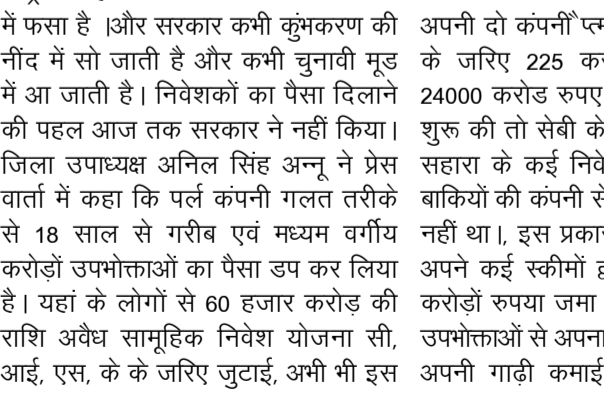 में फसा है ।और सरकार कभी कुंभकरण की
नींद में सो जाती है और कभी चुनावी मूड
में आ जाती है। निवेशकों का पैसा दिलाने
की पहल आज तक सरकार ने नहीं किया।
जिला उपाध्यक्ष अनिल सिंह अन्नू ने प्रेस
वार्ता में कहा कि पर्ल कंपनी गलत तरीके
से 18 साल से गरीब एवं मध्यम वर्गीय
करोड़ों उपभोक्ताओं का पैसा डप कर लिया
है। यहां के लोगों से 60 हजार करोड़ की
राशि अवैध सामूहिक निवेश योजना सी,
आई, एस, के के जरिए जुटाई, अभी भी इस
अपनी दो कंपनीं
के जरिए 225
24000 करोड रुपए
शुरू की तो सेबी के
सहारा के कई
बाकियों की कंपनी
नहीं था।, इस
अपने कई स्कीमों
करोड़ों रुपया जमा
उपभोक्ताओं से
अपनी गाढ़ी कमाई